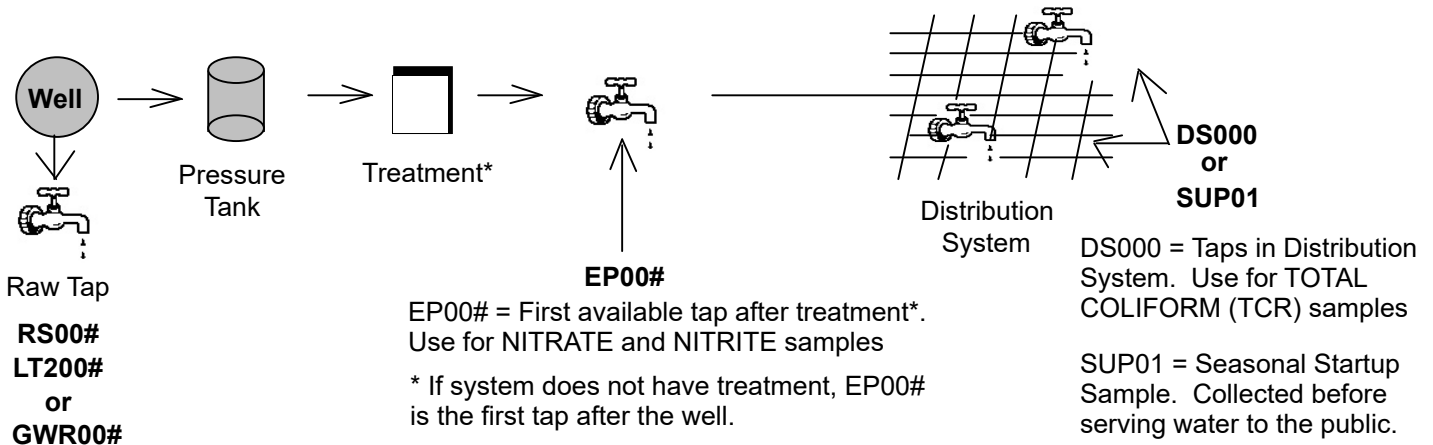 Well
Pressure
Tank
Treatment*
Raw Tap
RS00#
LT200#
or
GWR00#
EP00#
EP00# = First available tap after treatment*.
Use for NITRATE and NITRITE samples
* If system does not have treatment, EP00#
is the first tap after the well.
Distribution
System
DS000
or
SUP01
DS000 = Taps in Distribution
System. Use for TOTAL
COLIFORM (TCR) samples
SUP01 = Seasonal Startup
Sample. Collected before
serving water to the public.